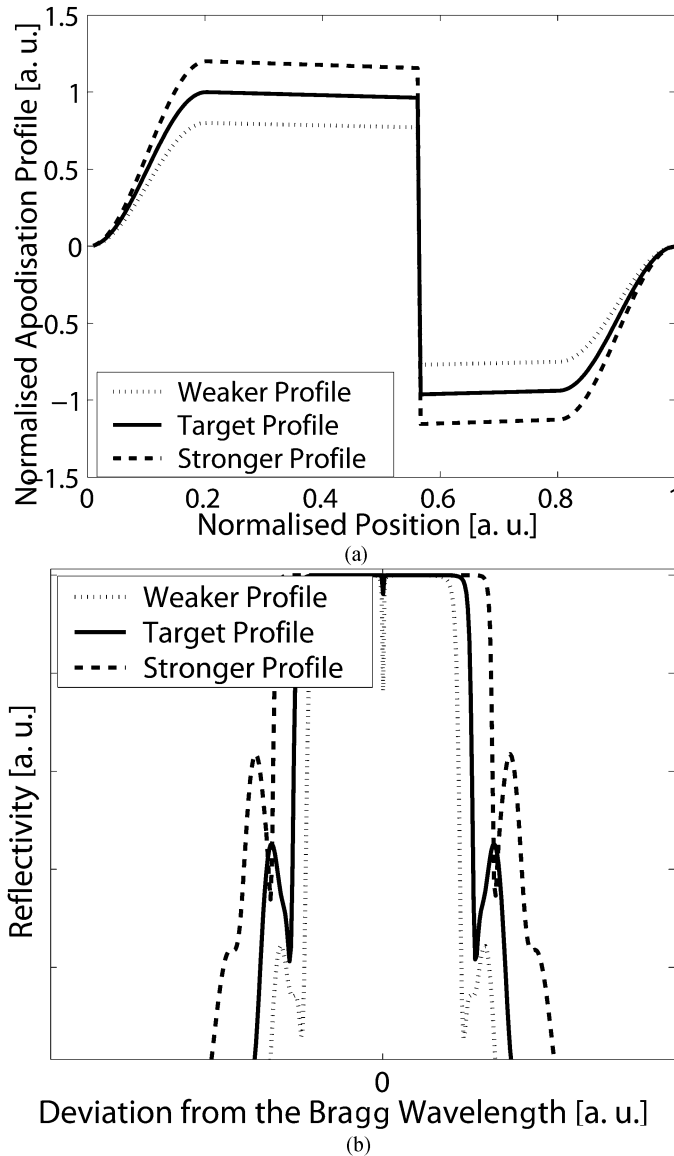 1.5
1
0.5
0
−0.5
−1
−1.5
Normalised Apodisation Profile [a. u.]
Weaker Profile
Target Profile
Stronger Profile
0 0.2 0.4 0.6 0.8 1
Normalised Position [a. u.]
(a)
Weaker Profile
Target Profile
Stronger Profile
Reflectivity [a. u.]
0
Deviation from the Bragg Wavelength [a. u.]
(b)